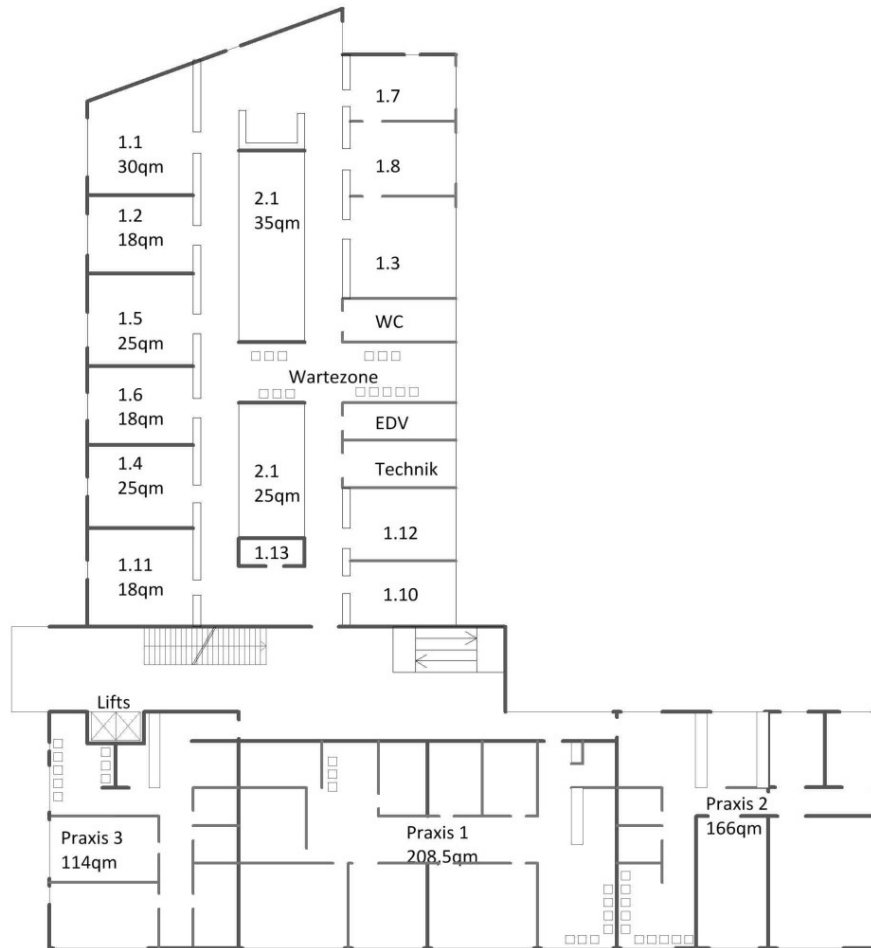 1.1
30qm
1.2
18qm
1.5
25qm
1.6
18qm
1.4
25qm
1.11
18qm
2.1
35qm
Wartezone
2.1
25qm
1.13
1.7
1.8
1.3
WC
EDV
Technik
1.12
1.10
Lifts
Praxis 3
114qm
Praxis 1
208,5qm
Praxis 2
166qm